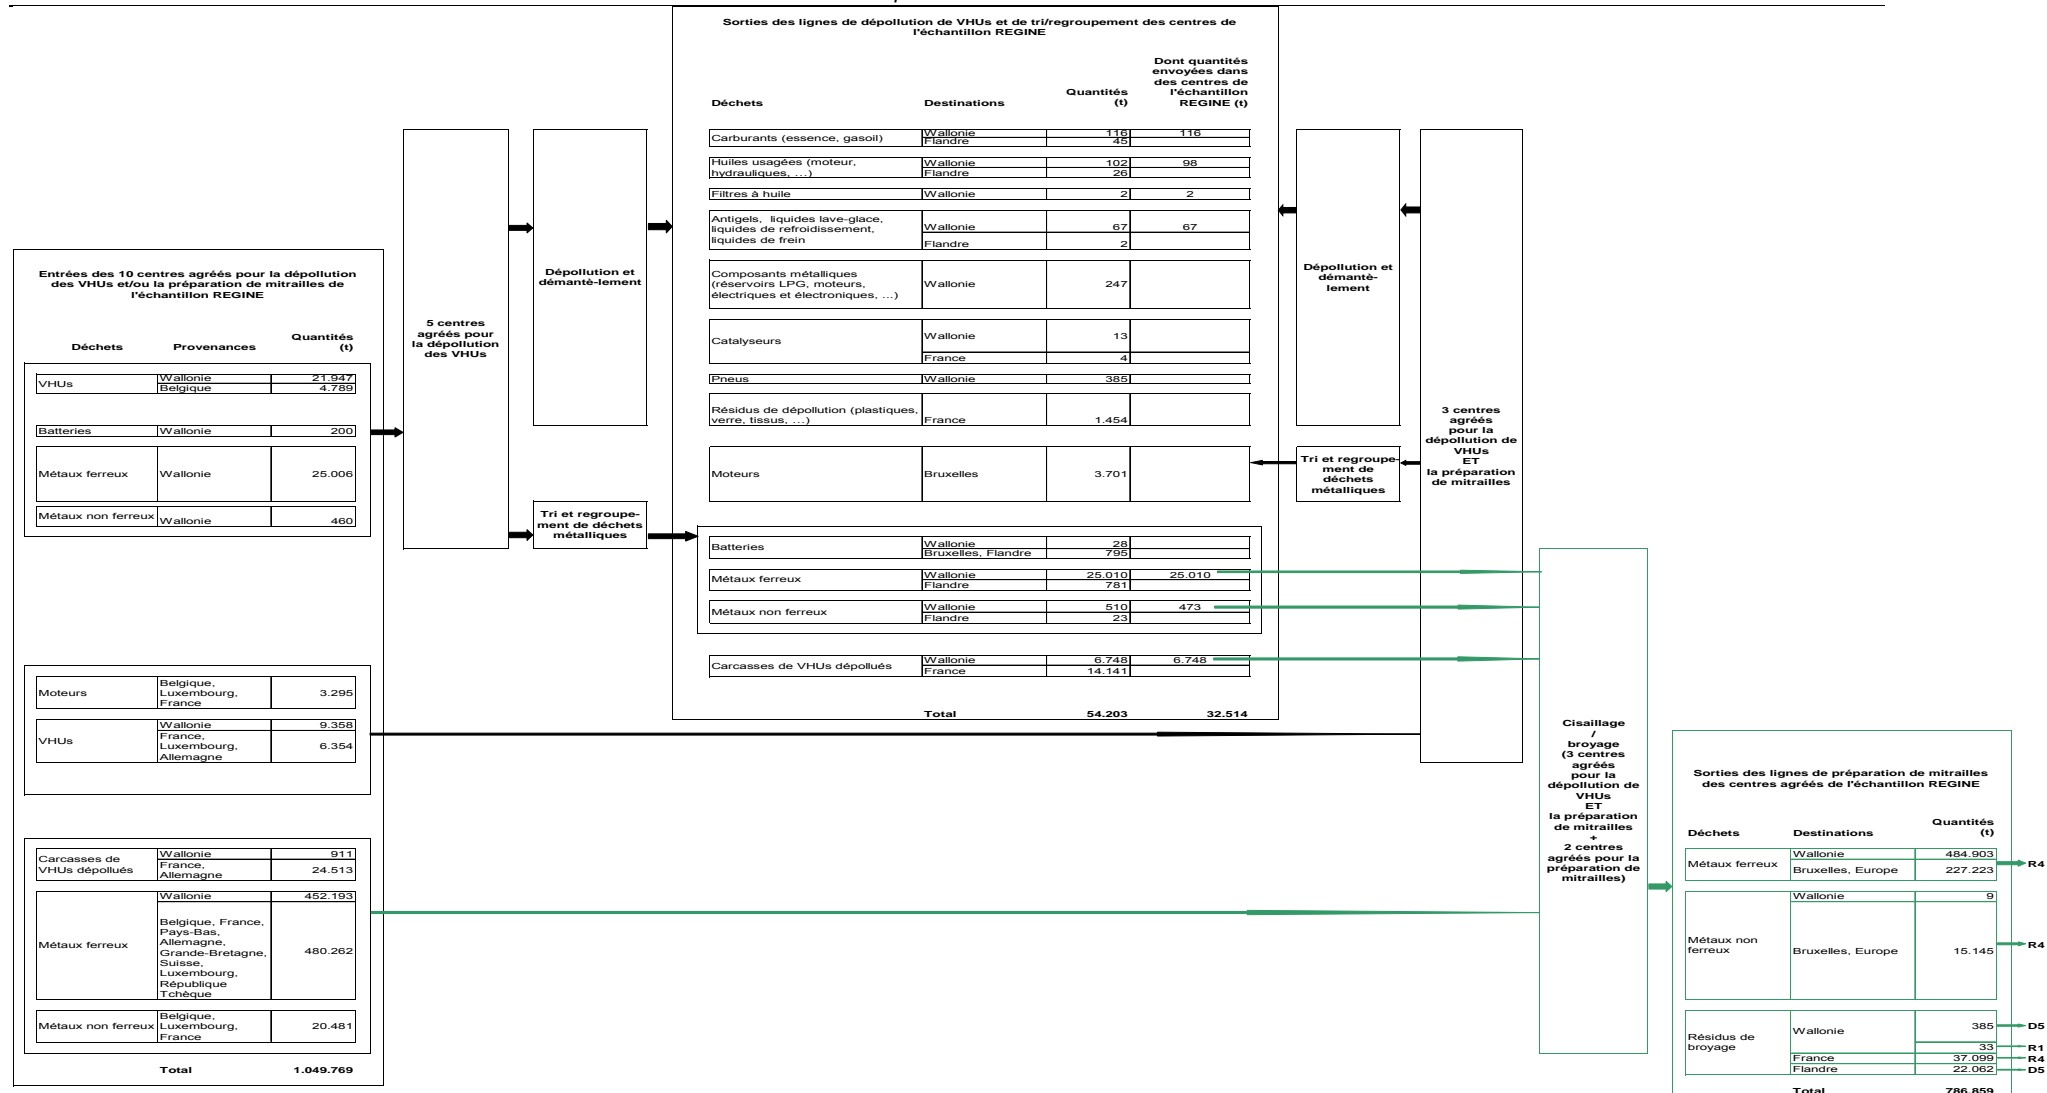 Sorties des lignes de dépollution de VHUs et de tri/regroupement des centres de
l'échantillon REGINE
Déchets Destinations Quantités (t) Dont quantités envoyées dans des centres de l'échantillon REGINE (t)
Carburants (essence, gasoil) Wallonie 116 116
Flandre 45
Huiles usagées (moteur, hydrauliques, ...) Wallonie 102 98
Flandre 26
Filtres à huile Wallonie 2 2
Antigels, liquides lave-glace, liquides de refroidissement, liquides de frein Wallonie 67 67
Flandre 2
Composants métalliques (réservoirs LPG, moteurs, électriques et électroniques, ...) Wallonie 247
Catalyseurs Wallonie 13
France 4
Pneus Wallonie 385
Résidus de dépollution (plastiques, verre, tissus, ...) France 1.454
Moteurs Bruxelles 3.701
Batteries Wallonie 28
Bruxelles, Flandre 795
Métaux ferreux Wallonie 25.010 25.010
Flandre 781
Métaux non ferreux Wallonie 510 473
Flandre 23
Carcasses de VHUs dépollués Wallonie 6.748 6.748
France 14.141
Total 54.203 32.514
Entrées des 10 centres agréés pour la dépollution
des VHUs et/ou la préparation de mitrailles de
l'échantillon REGINE
Déchets Provenances Quantités (t)
VHUs Wallonie 21.947
Belgique 4.789
Batteries Wallonie 200
Métaux ferreux Wallonie 25.006
Métaux non ferreux Wallonie 460
Moteurs Belgique, Luxembourg, France 3.295
VHUs Wallonie 9.358
France, Luxembourg, Allemagne 6.354
Carcasses de VHUs dépollués Wallonie 911
France, Allemagne 24.513
Métaux ferreux Wallonie 452.193
Belgique, France, Pays-Bas, Allemagne, Grande-Bretagne, Suisse, Luxembourg, République Tchèque 480.262
Métaux non ferreux Belgique, Luxembourg, France 20.481
Total 1.049.769
5 centres
agréés pour
la dépollution
des VHUs
Dépollution et
démantè-lement
Tri et regroupe-
ment de déchets
métalliques
Dépollution et
démantè-
lement
Tri et regroupe-
ment de
déchets
métalliques
3 centres
agréés
pour la
dépollution de
VHUs
ET
la préparation
de mitrailles
Cisaillage
/
broyage
(3 centres
agréés
pour la
dépollution de
VHUs
ET
la préparation
de mitrailles
+
2 centres
agréés pour la
préparation de
mitrailles)
Sorties des lignes de préparation de mitrailles
des centres agréés de l'échantillon REGINE
Déchets Destinations Quantités (t)
Métaux ferreux Wallonie 484.903
Bruxelles, Europe 227.223 R4
Métaux non ferreux Wallonie 9
Bruxelles, Europe 15.145 R4
Résidus de broyage Wallonie 385 D5
33 R1
France 37.099 R4
Flandre 22.062 D5
Total 786.859